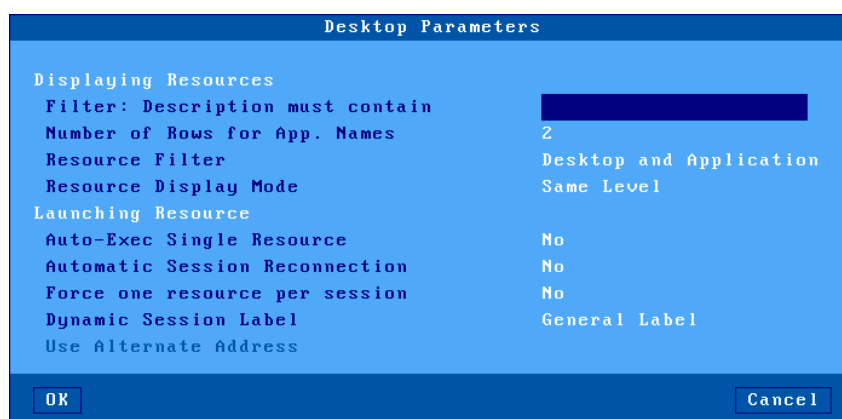 Desktop Parameters
Displaying Resources
Filter: Description must contain
Number of Rows for App. Names 2
Resource Filter Desktop and Application
Resource Display Mode Same Level
Launching Resource
Auto-Exec Single Resource No
Automatic Session Reconnection No
Force one resource per session No
Dynamic Session Label General Label
Use Alternate Address
OK Cancel